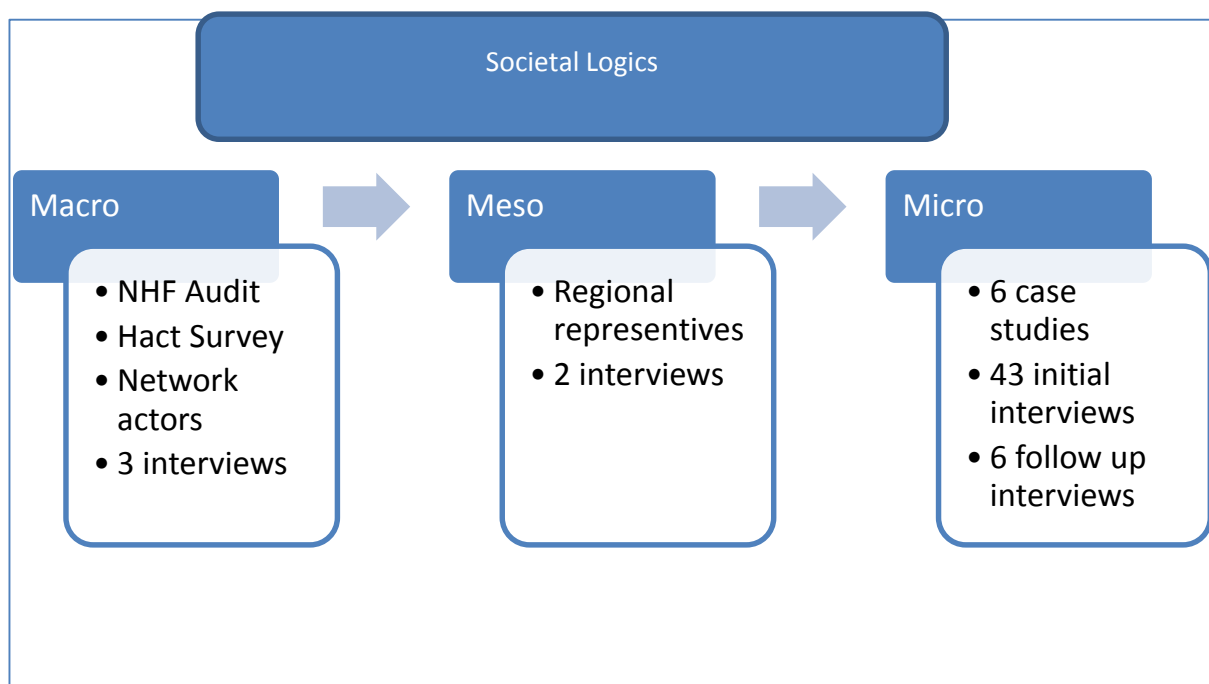 Societal Logics
Macro
• NHF Audit
• Hact Survey
• Network
actors
• 3 interviews
Meso
• Regional
representives
• 2 interviews
Micro
• 6 case
studies
• 43 initial
interviews
• 6 follow up
interviews